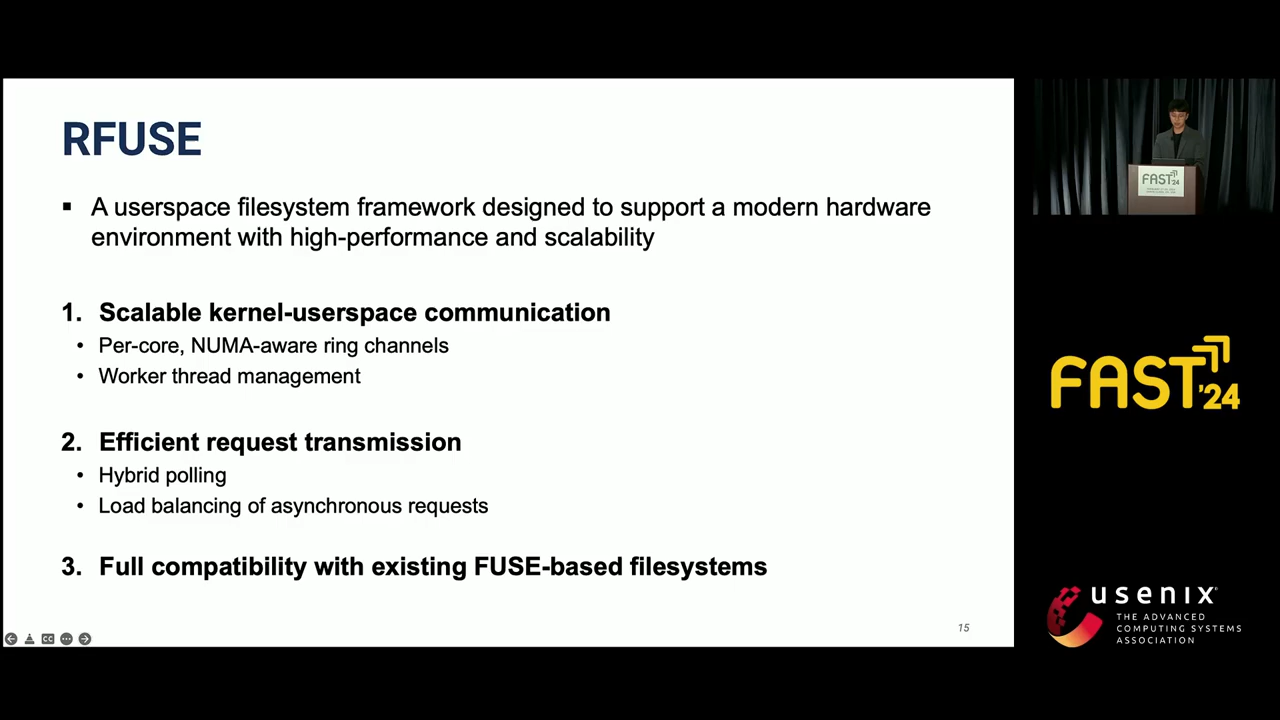 RFUSE
▪ A userspace filesystem framework designed to support a modern hardware
environment with high-performance and scalability
1. Scalable kernel-userspace communication
• Per-core, NUMA-aware ring channels
• Worker thread management
2. Efficient request transmission
• Hybrid polling
• Load balancing of asynchronous requests
3. Full compatibility with existing FUSE-based filesystems
15
CC
FAST '24
FAST '24
usenix
THE ADVANCED
COMPUTING SYSTEMS
ASSOCIATION